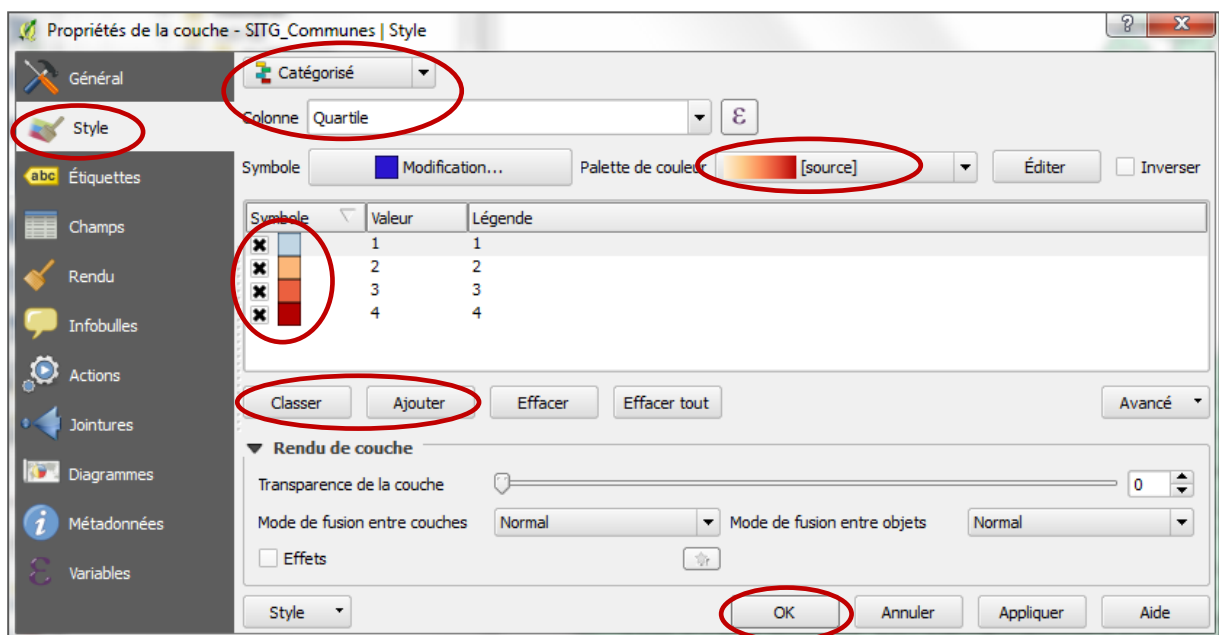 Propriétés de la couche - SITG_Communes | Style
?
X
Général
Style
abc Étiquettes
Champs
Rendu
Infobulles
Actions
Jointures
Diagrammes
i Métadonnées
Variables
Catégorisé
Colonne Quartile ε
Symbole Modification... Palette de couleur [source] Éditer Inverser
Symbole Valeur Légende
1 1
2 2
3 3
4 4
Classer Ajouter Effacer Effacer tout Avancé
Rendu de couche
Transparence de la couche 0
Mode de fusion entre couches Normal Mode de fusion entre objets Normal
Effets
Style OK Annuler Appliquer Aide